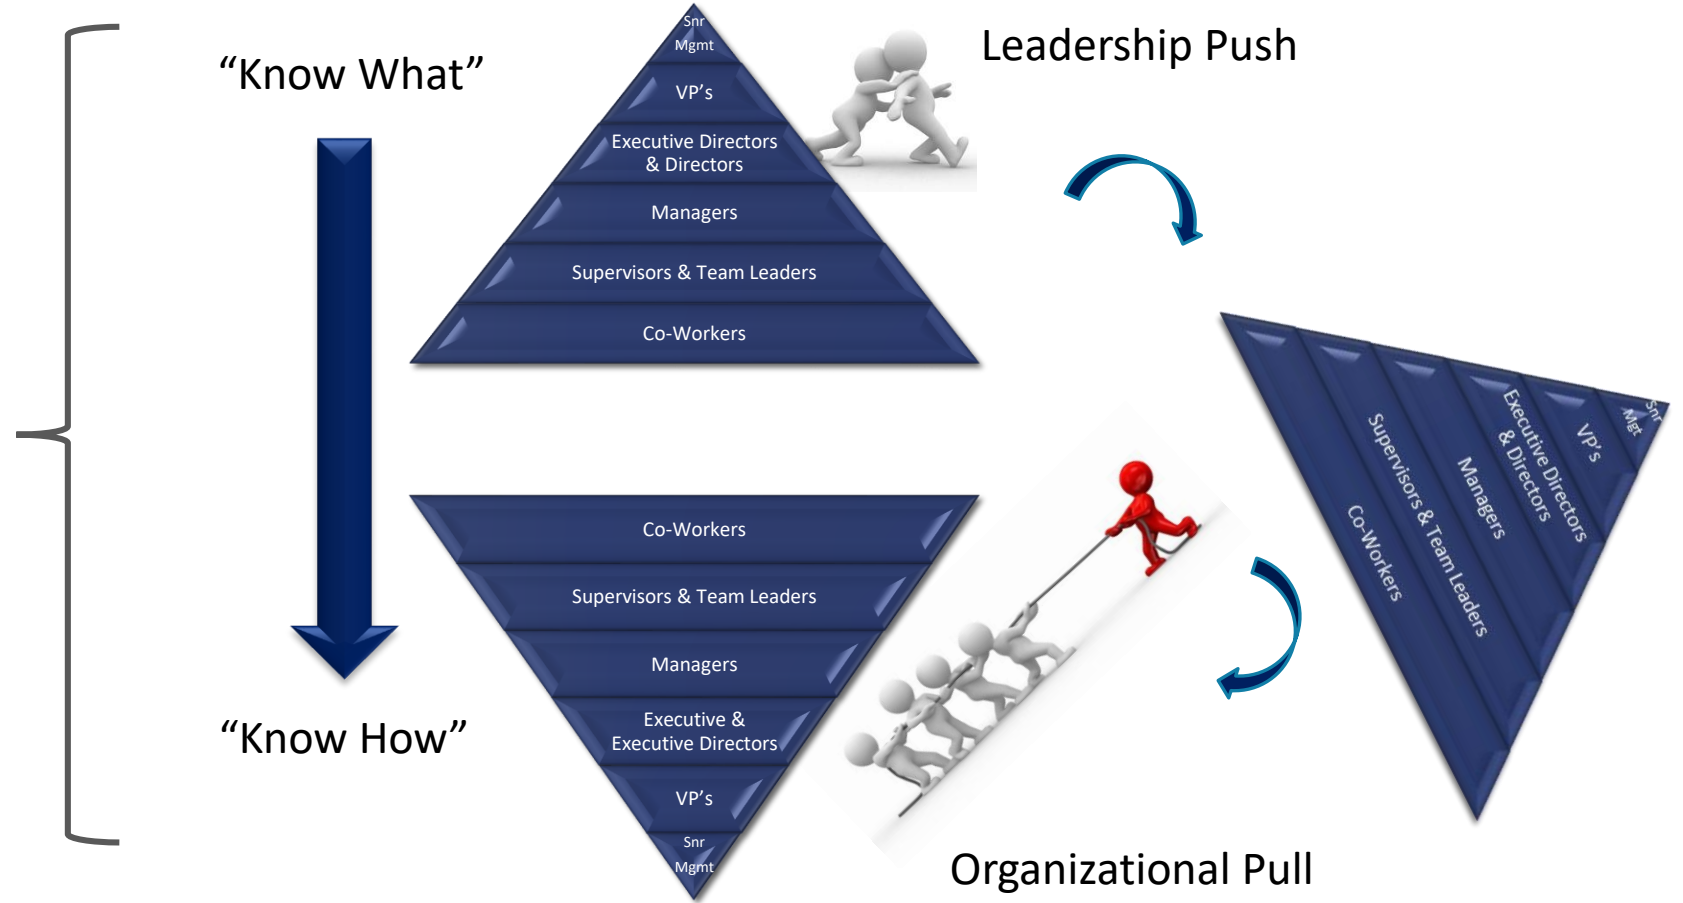 “Know What”
Snr
Mgmt
VP’s
Executive Directors
& Directors
Managers
Supervisors & Team Leaders
Co-Workers
Leadership Push
Snr
Mgt
VP’s
Executive Directors
& Directors
Managers
Supervisors & Team Leaders
Co-Workers
“Know How”
Co-Workers
Supervisors & Team Leaders
Managers
Executive &
Executive Directors
VP’s
Snr
Mgmt
Organizational Pull